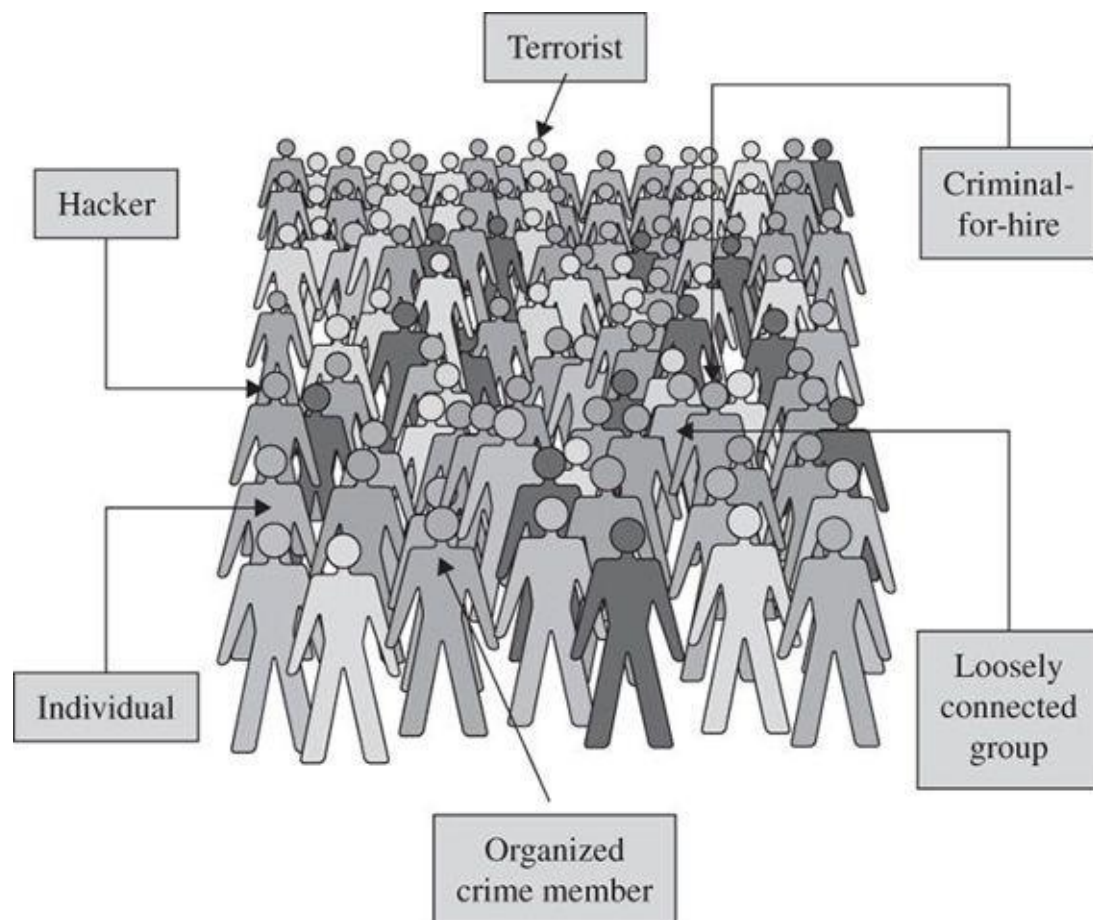 Terrorist
Hacker
Criminal-
for-hire
Individual
Loosely
connected
group
Organized
crime member